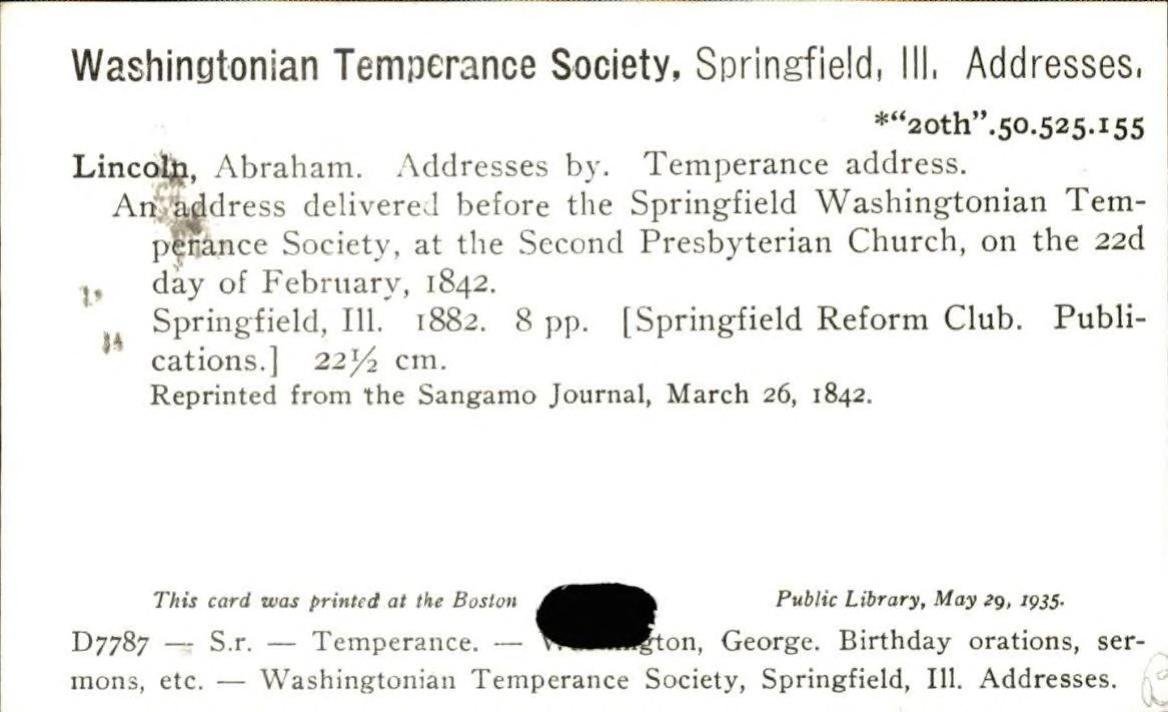 Washingtonian Temperance Society, Springfield, Ill. Addresses.
*“20th”.50.525.155
Lincoln, Abraham. Addresses by. Temperance address.
An address delivered before the Springfield Washingtonian Tem-
perance Society, at the Second Presbyterian Church, on the 22d
day of February, 1842.
Springfield, Ill. 1882. 8 pp. [Springfield Reform Club. Publi-
cations.] 22½ cm.
Reprinted from the Sangamo Journal, March 26, 1842.
This card was printed at the Boston Public Library, May 29, 1935.
D7787 — S.r. — Temperance. — gton, George. Birthday orations, ser-
mons, etc. — Washingtonian Temperance Society, Springfield, Ill. Addresses.